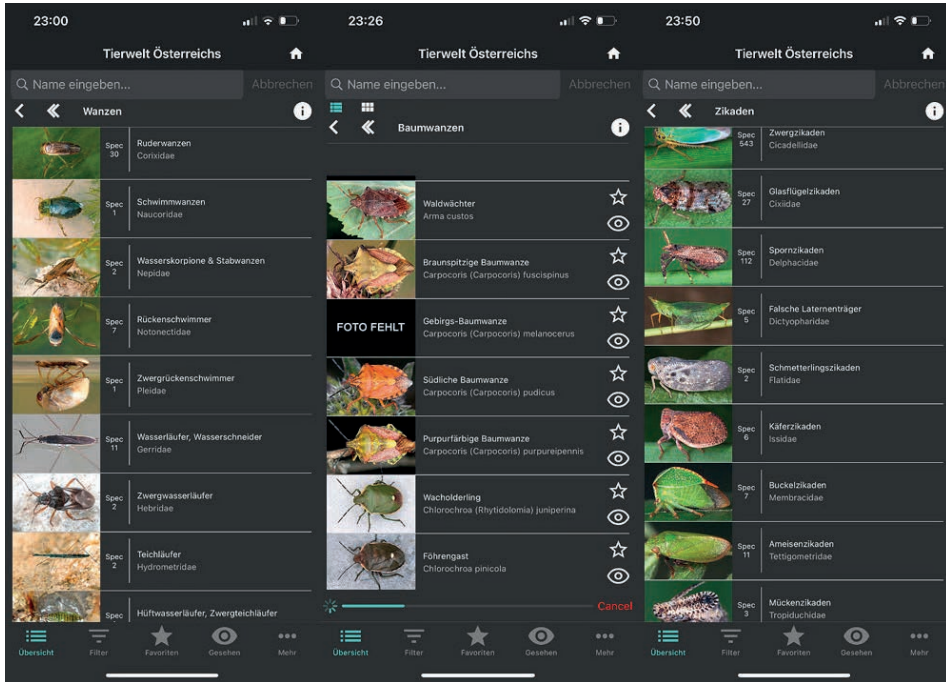 23:00
Tierwelt Österreichs
Name eingeben...
Abbrechen
Wanzen
Spec
30
Ruderwanzen
Corixidae
Spec
1
Schwimmwanzen
Naucoridae
Spec
2
Wasserskorpione & Stabwanzen
Nepidae
Spec
7
Rückenschwimmer
Notonectidae
Spec
1
Zwergrückenschwimmer
Pleidae
Spec
11
Wasserläufer, Wasserschneider
Gerridae
Spec
2
Zwergwasserläufer
Hebridae
Spec
2
Teichläufer
Hydrometridae
Spec
Hüftwasserläufer, Zwergteichläufer
Übersicht
Filter
Favoriten
Gesehen
Mehr
23:26
Tierwelt Österreichs
Name eingeben...
Abbrechen
Baumwanzen
Waldwächter
Arma custos
Braunspitzige Baumwanze
Carpocoris (Carpocoris) fuscispinus
FOTO FEHLT
Gebirgs-Baumwanze
Carpocoris (Carpocoris) melanocerus
Südliche Baumwanze
Carpocoris (Carpocoris) pudicus
Purpurfärbige Baumwanze
Carpocoris (Carpocoris) purpureipennis
Wacholderling
Chlorochroa (Rhytidolomia) juniperina
Föhrengast
Chlorochroa pinicola
Cancel
Übersicht
Filter
Favoriten
Gesehen
Mehr
23:50
Tierwelt Österreichs
Name eingeben...
Abbrechen
Zikaden
Spec
543
Zwergzikaden
Cicadellidae
Spec
27
Glasflügelzikaden
Cixiidae
Spec
112
Spornzikaden
Delphacidae
Spec
5
Falsche Laternenträger
Dictyopharidae
Spec
2
Schmetterlingszikaden
Flatidae
Spec
6
Käferzikaden
Issidae
Spec
7
Buckelzikaden
Membracidae
Spec
11
Ameisenzikaden
Tettigometridae
Spec
3
Mückenzikaden
Tropiduchidae
Übersicht
Filter
Favoriten
Gesehen
Mehr